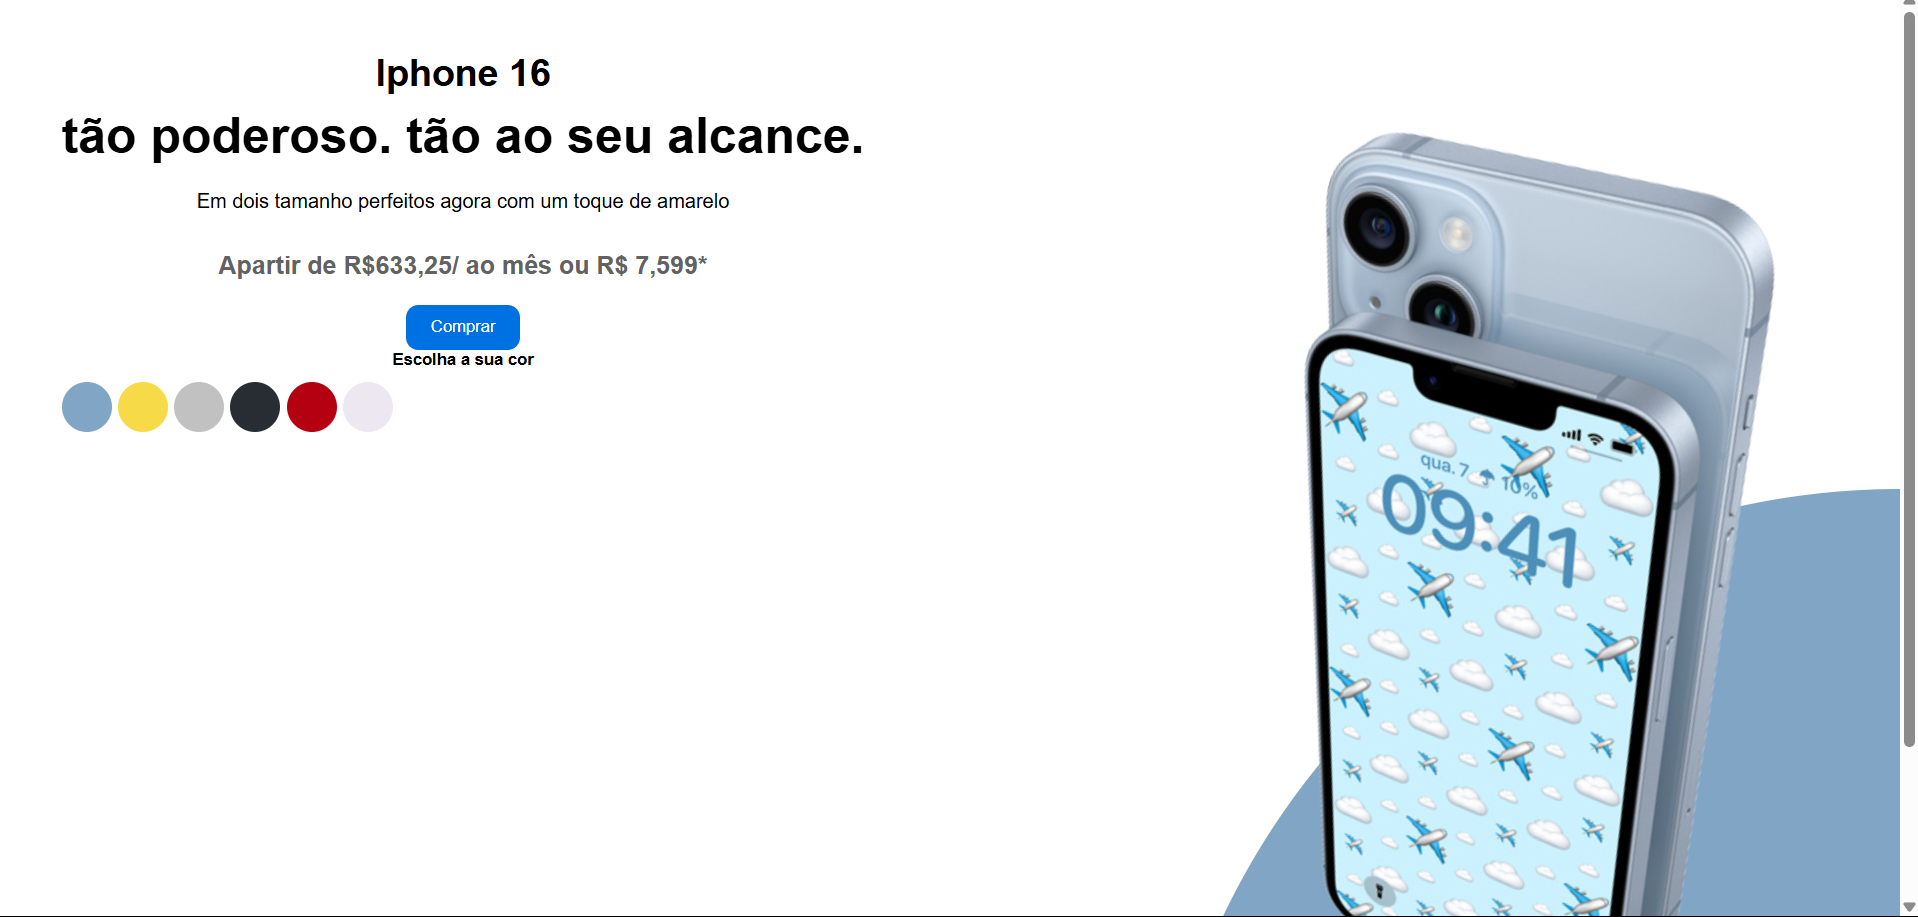 Iphone 16
tão poderoso. tão ao seu alcance.
Em dois tamanho perfeitos agora com um toque de amarelo
Apartir de R$633,25/ ao mês ou R$ 7,599*
Comprar
Escolha a sua cor
qua. 7 10%
09:41